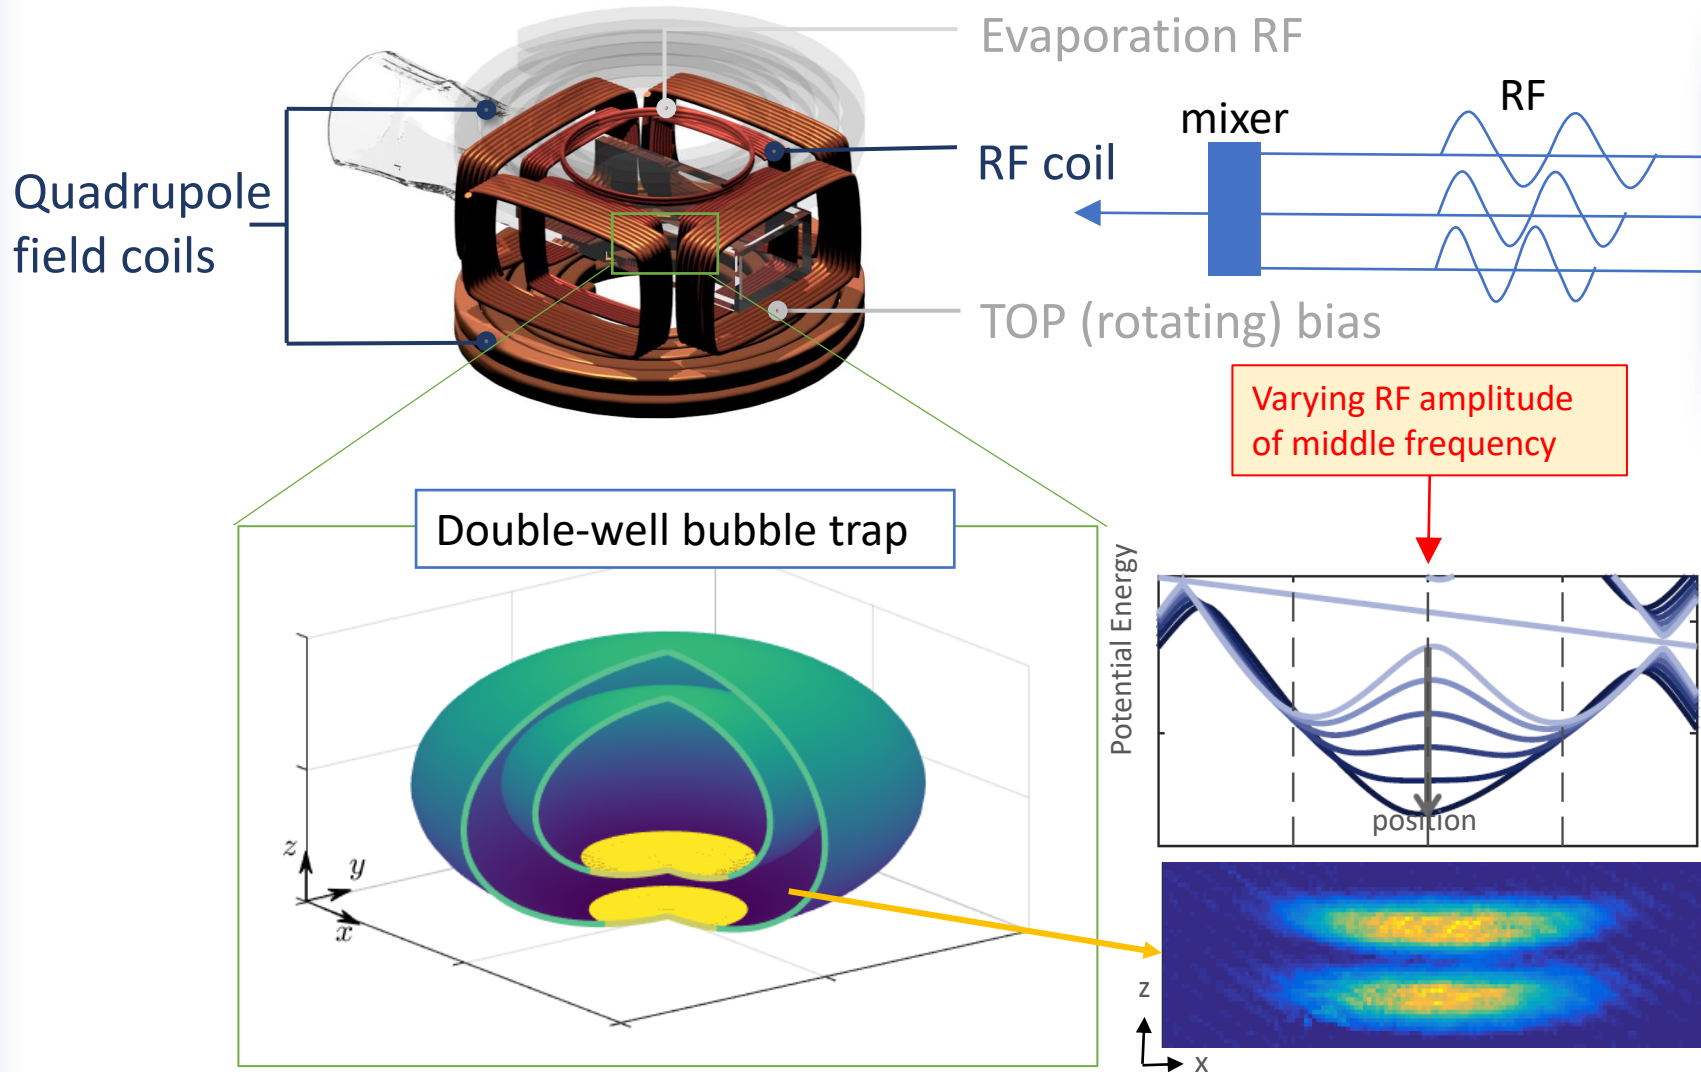 Evaporation RF
RF
mixer
RF coil
Quadrupole
field coils
TOP (rotating) bias
Varying RF amplitude
of middle frequency
Double-well bubble trap
Potential Energy
position
z
y
x
z
x